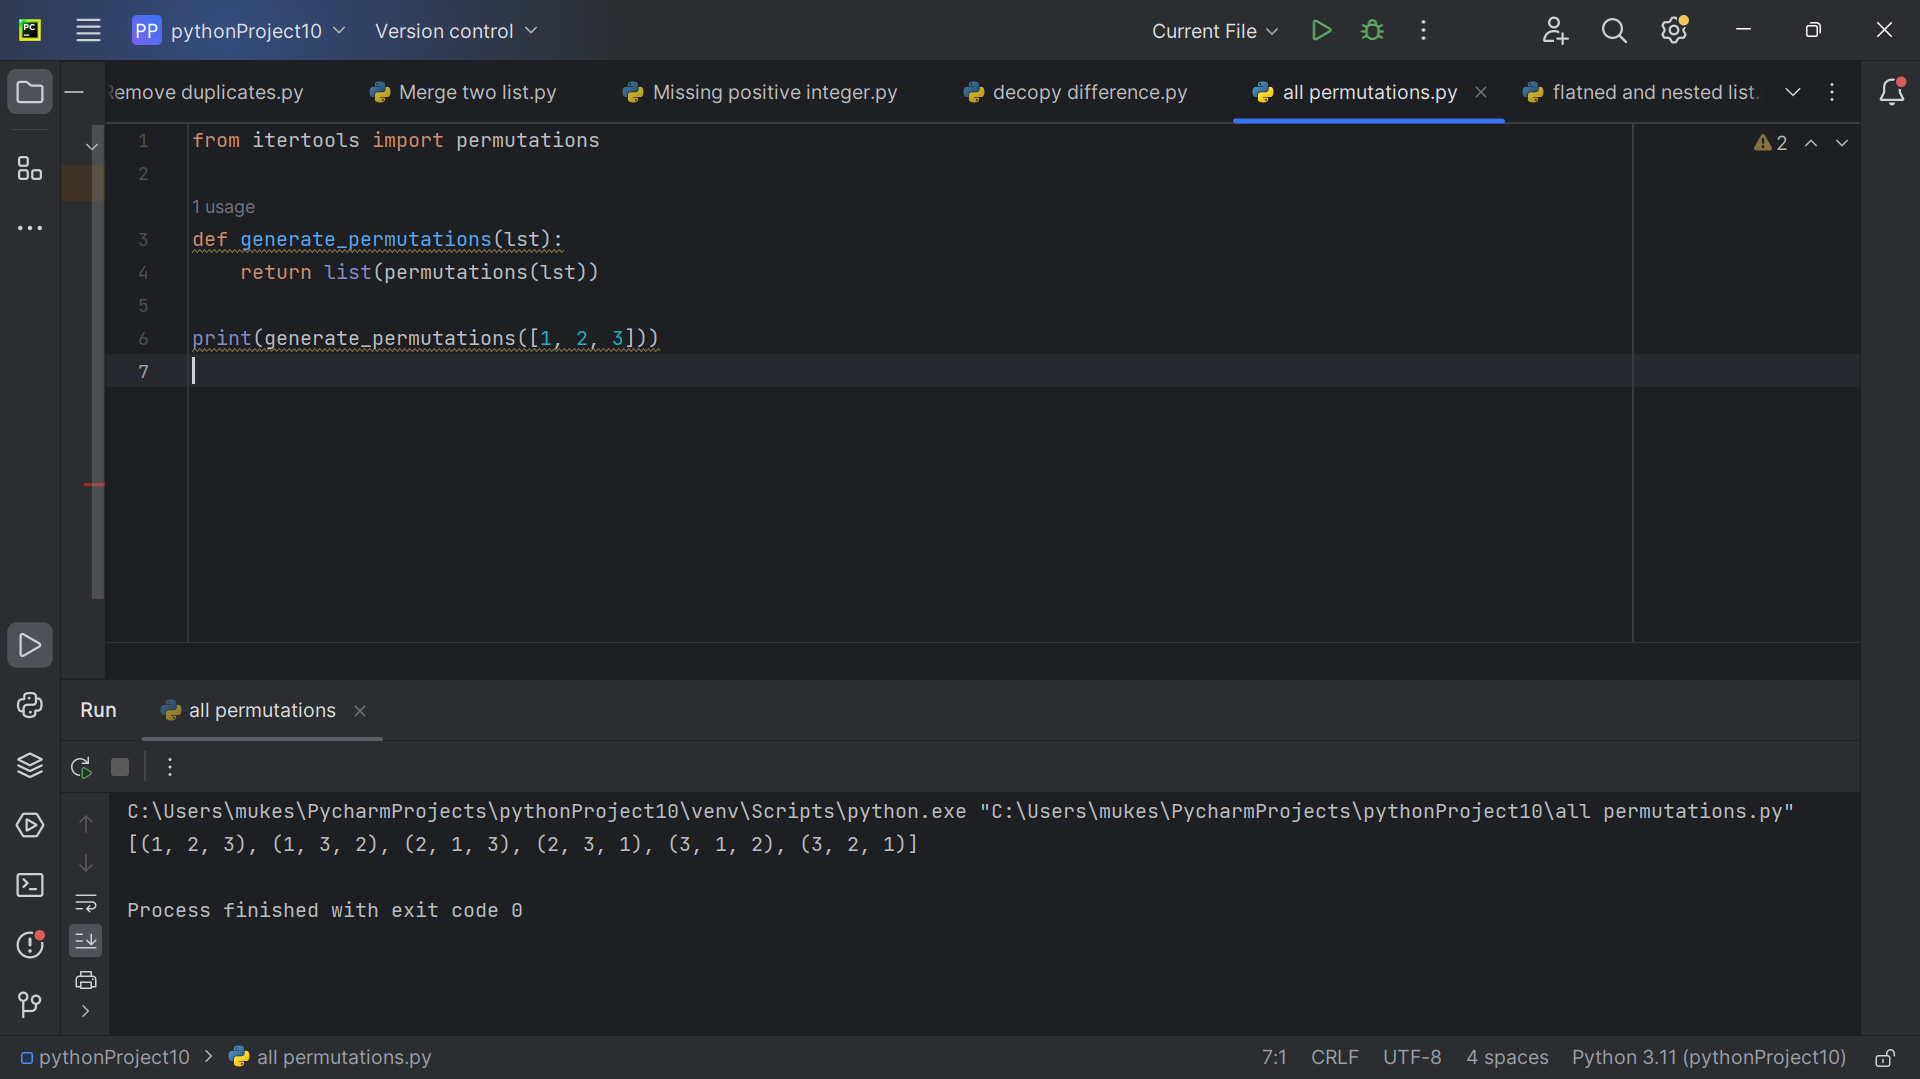 PC
PP pythonProject10 Version control Current File
emove duplicates.py Merge two list.py Missing positive integer.py decopy difference.py all permutations.py flatned and nested list.
1 from itertools import permutations 2
2
1 usage
3 def generate_permutations(lst):
4     return list(permutations(lst))
5
6 print(generate_permutations([1, 2, 3]))
7
Run all permutations
C:\Users\mukes\PycharmProjects\pythonProject10\venv\Scripts\python.exe "C:\Users\mukes\PycharmProjects\pythonProject10\all permutations.py"
[(1, 2, 3), (1, 3, 2), (2, 1, 3), (2, 3, 1), (3, 1, 2), (3, 2, 1)]
Process finished with exit code 0
pythonProject10 > all permutations.py 7:1 CRLF UTF-8 4 spaces Python 3.11 (pythonProject10)